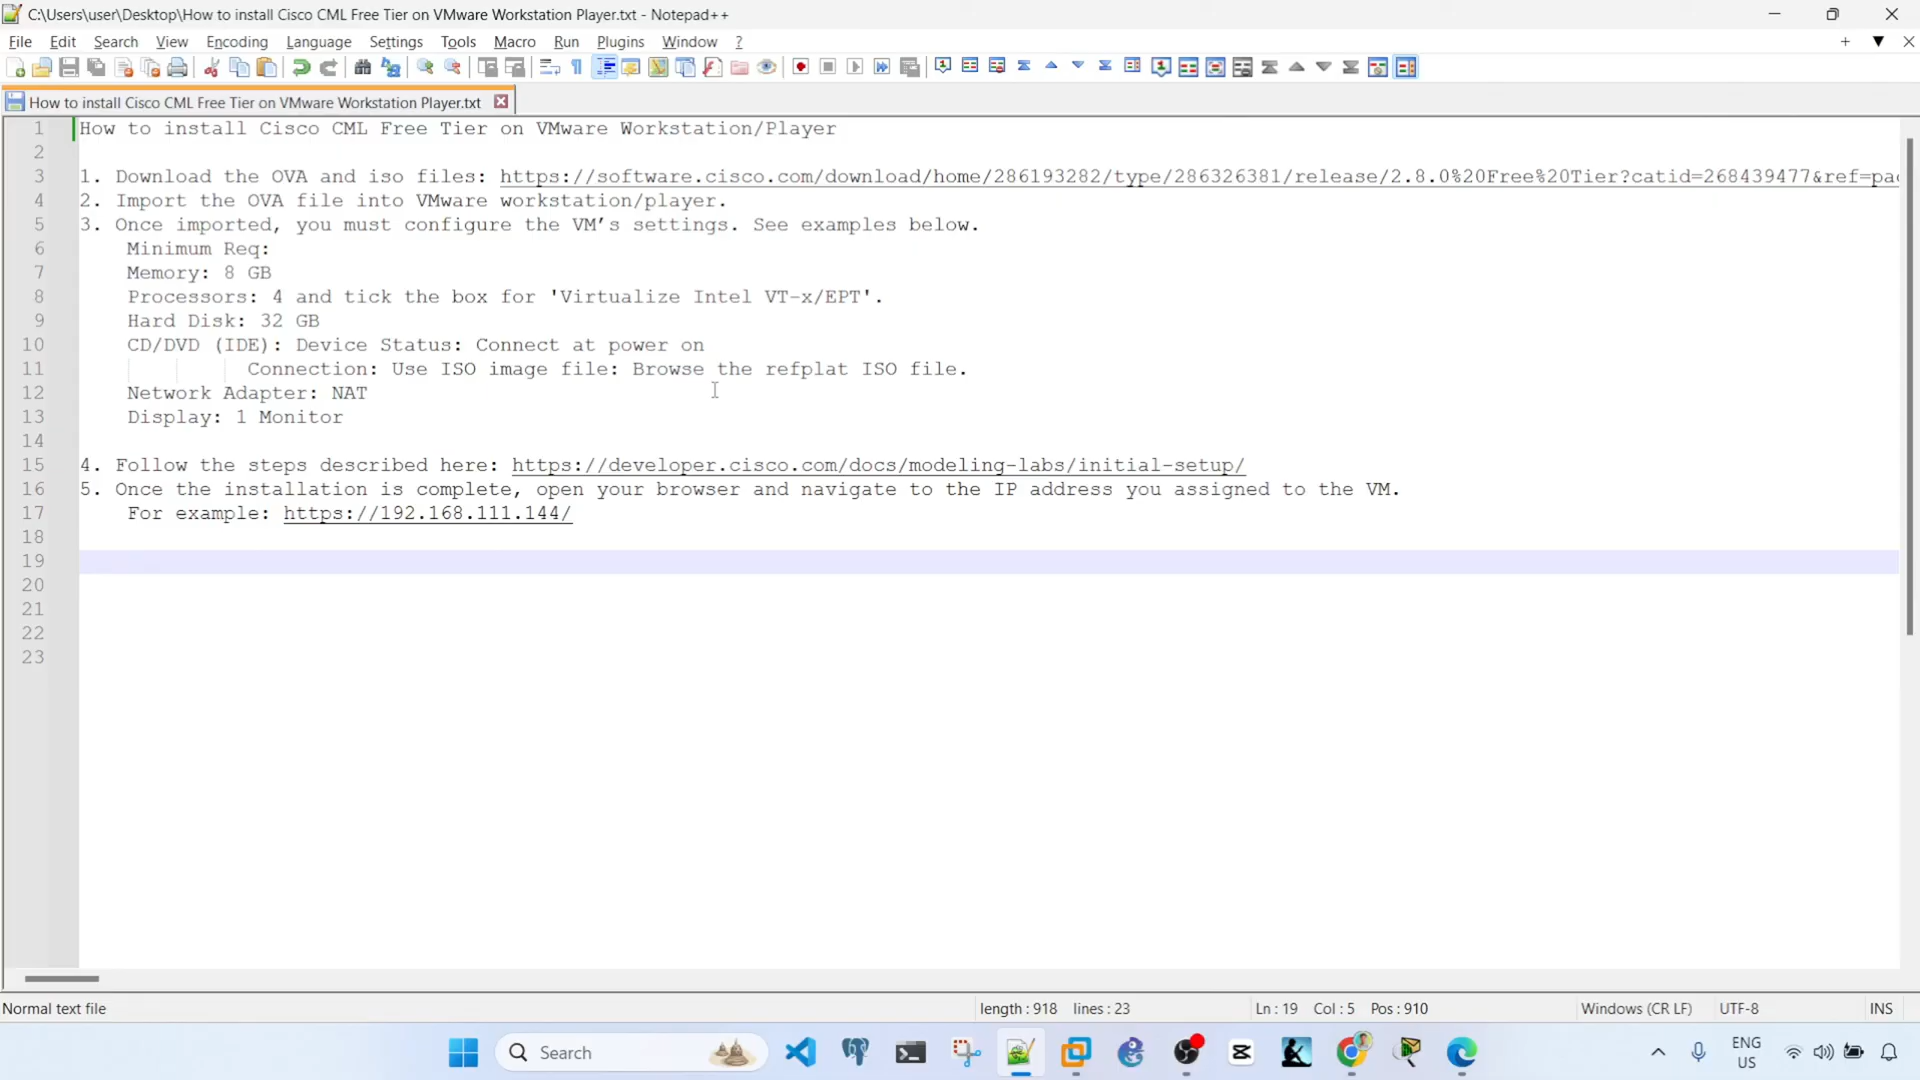 C:\Users\user\Desktop\How to install Cisco CML Free Tier on VMware Workstation Player.txt - Notepad++
File Edit Search View Encoding Language Settings Tools Macro Run Plugins Window ?
How to install Cisco CML Free Tier on VMware Workstation Player.txt
1 How to install Cisco CML Free Tier on VMware Workstation/Player
2
3 1. Download the OVA and iso files: https://software.cisco.com/download/home/286193282/type/286326381/release/2.8.0%20Free%20Tier?catid=268439477&ref=pac
4 2. Import the OVA file into VMware workstation/player.
5 3. Once imported, you must configure the VM’s settings. See examples below.
6 Minimum Req:
7 Memory: 8 GB
8 Processors: 4 and tick the box for 'Virtualize Intel VT-x/EPT'.
9 Hard Disk: 32 GB
10 CD/DVD (IDE): Device Status: Connect at power on
11 Connection: Use ISO image file: Browse the refplat ISO file.
12 Network Adapter: NAT
13 Display: 1 Monitor
14
15 4. Follow the steps described here: https://developer.cisco.com/docs/modeling-labs/initial-setup/
16 5. Once the installation is complete, open your browser and navigate to the IP address you assigned to the VM.
17 For example: https://192.168.111.144/
18
19
20
21
22
23
Normal text file length : 918 lines : 23 Ln : 19 Col : 5 Pos : 910 Windows (CR LF) UTF-8 INS
Search
ENG
US